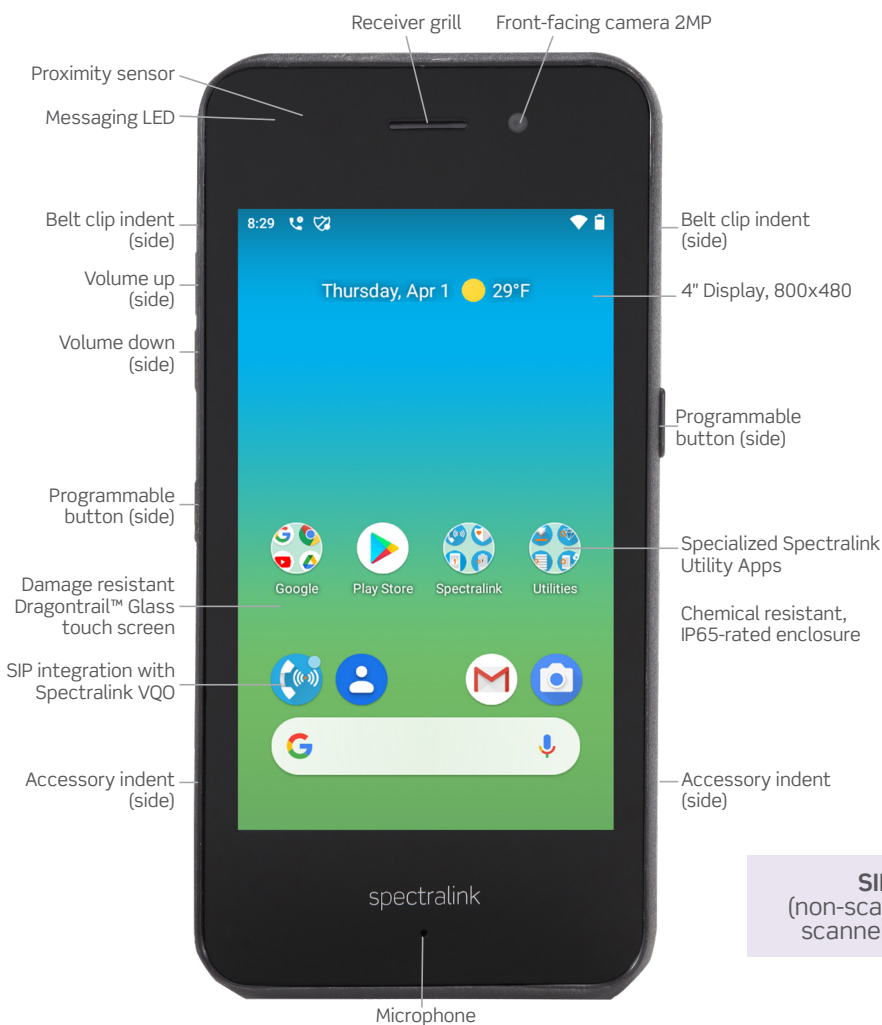 Receiver grill
Front-facing camera 2MP
Proximity sensor
Messaging LED
Belt clip indent
(side)
Belt clip indent
(side)
8:29
Volume up
(side)
Thursday, Apr 1 29°F
4" Display, 800x480
Volume down
(side)
Programmable
button (side)
Programmable
button (side)
Google
Play Store
Spectralink
Utilities
Specialized Spectralink
Utility Apps
Damage resistant
Dragontrail™ Glass
touch screen
Chemical resistant,
IP65-rated enclosure
SIP integration with
Spectralink VQO
Accessory indent
(side)
Accessory indent
(side)
spectralink
Microphone
(non-sca
scanne